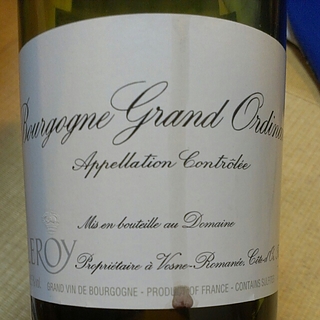 Bourgogne Grand Ordin
Appellation Contrôlée
Mis en bouteille au Domaine
LEROY
Propriétaire à Vosne-Romanée, Côte-d'O
GRAND VIN DE BOURGOGNE - PRODUCT OF FRANCE - CONTAINS SULF